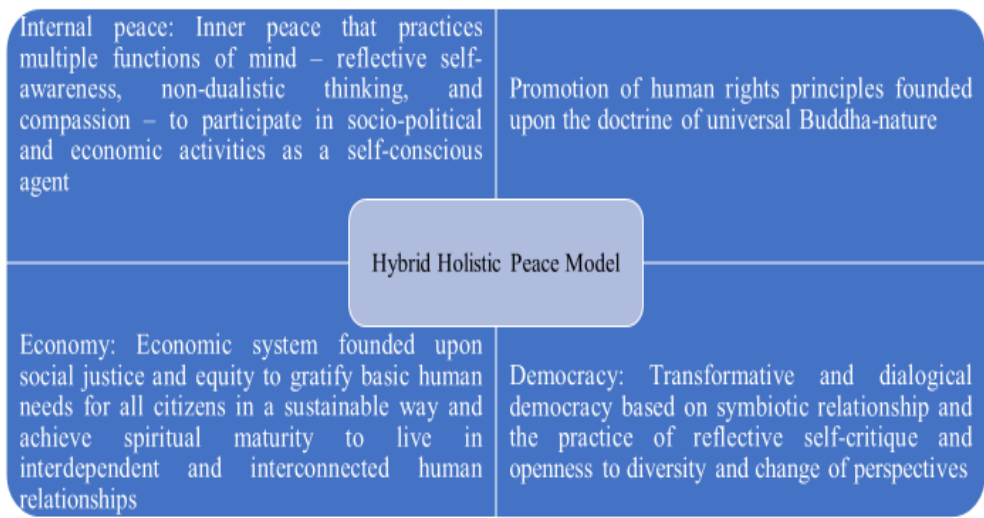 Internal peace: Inner peace that practices
multiple functions of mind – reflective self-
awareness, non-dualistic thinking, and
compassion – to participate in socio-political
and economic activities as a self-conscious
agent
Promotion of human rights principles founded
upon the doctrine of universal Buddha-nature
Hybrid Holistic Peace Model
Economy: Economic system founded upon
social justice and equity to gratify basic human
needs for all citizens in a sustainable way and
achieve spiritual maturity to live in
interdependent and interconnected human
relationships
Democracy: Transformative and dialogical
democracy based on symbiotic relationship and
the practice of reflective self-critique and
openness to diversity and change of perspectives